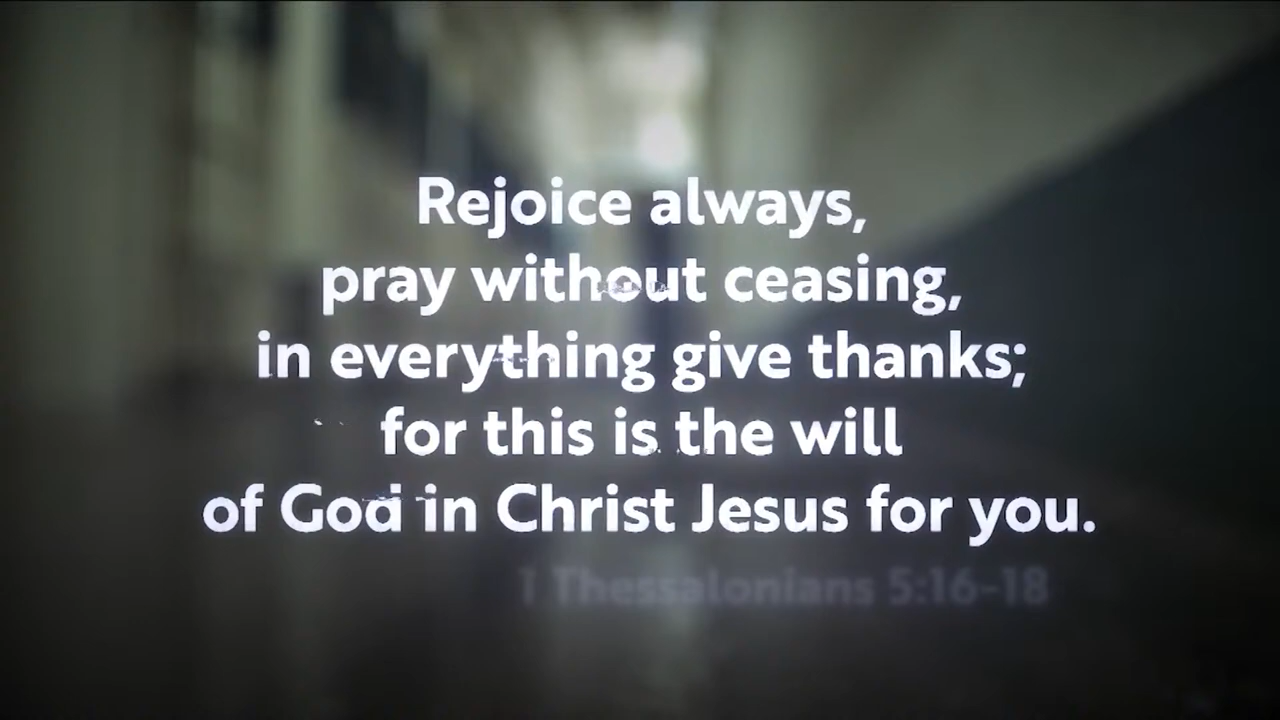 Rejoice always,
pray without ceasing,
in everything give thanks;
for this is the will
of God in Christ Jesus for you.
1 Thessalonians 5:16-18